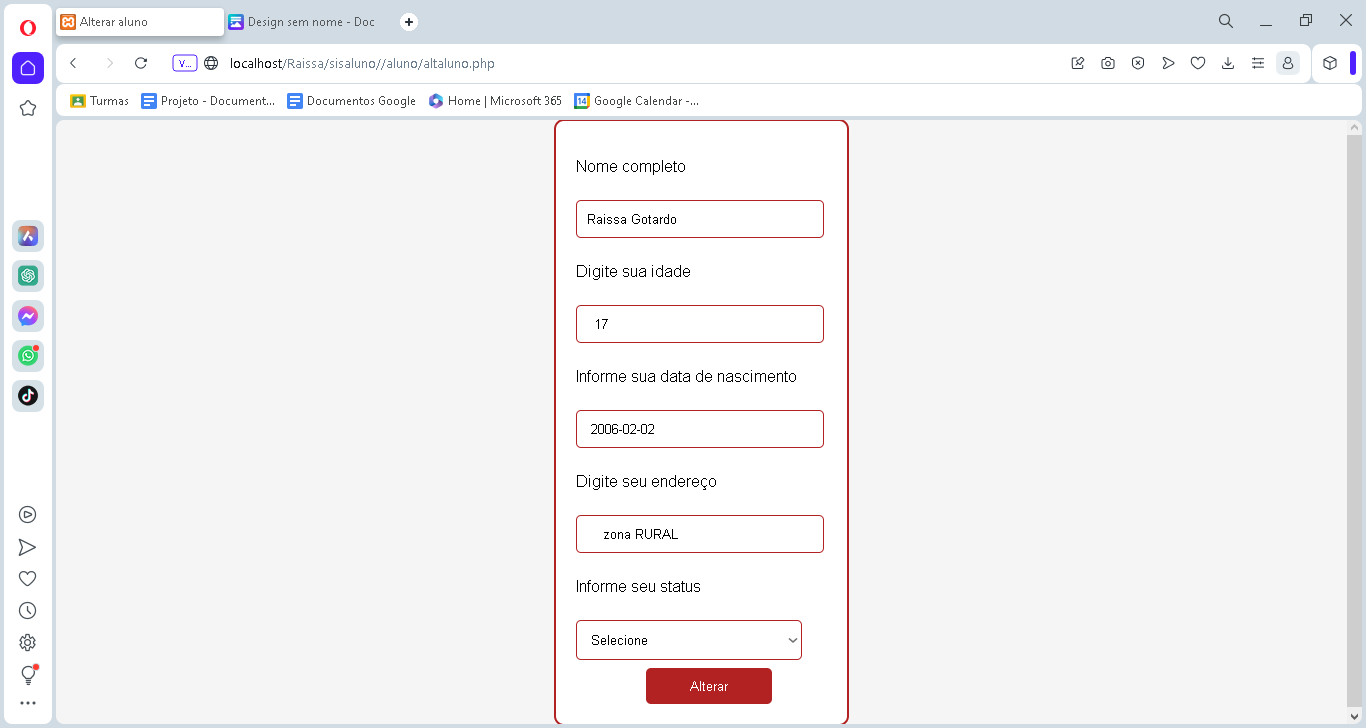 Alterar aluno
Design sem nome - Doc
V...
localhost/Raissa/sisaluno//aluno/altaluno.php
Turmas
Projeto - Document...
Documentos Google
Home | Microsoft 365
14
Google Calendar -...
Nome completo
Raissa Gotardo
Digite sua idade
17
Informe sua data de nascimento
2006-02-02
Digite seu endereço
zona RURAL
Informe seu status
Selecione
Alterar